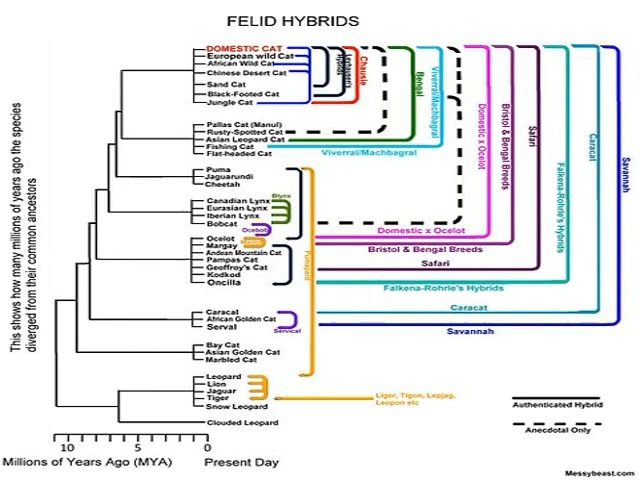 FELID HYBRIDS
This shows how many millions of years ago the species
diverged from their common ancestors
DOMESTIC CAT
European wild Cat
African Wild Cat
Chinese Desert Cat
Sand Cat
Black-Footed Cat
Jungle Cat
Pallas Cat (Manul)
Rusty-Spotted Cat
Asian Leopard Cat
Fishing Cat
Flat-headed Cat
Puma
Jaguarundi
Cheetah
Canadian Lynx
Eurasian Lynx
Iberian Lynx
Bobcat
Ocelot
Margay
Andean Mountain Cat
Pampas Cat
Geoffroy's Cat
Kodkod
Oncilla
Caracal
African Golden Cat
Serval
Bay Cat
Asian Golden Cat
Marbled Cat
Leopard
Lion
Jaguar
Tiger
Snow Leopard
Clouded Leopard
Hybrids
Chausie
Bengal
Viverral/Machbagral
Domestic x Ocelot
Bristol & Bengal Breeds
Safari
Falkena-Rohrle's Hybrids
Caracat
Savannah
Viverral/Machbagral
Blynx
Ocebob
Pumapard
Servical
Domestic x Ocelot
Bristol & Bengal Breeds
Safari
Falkena-Rohrle's Hybrids
Caracat
Savannah
Liger, Tigon, Lepjag,
Leopon etc
Authenticated Hybrid
Anecdotal Only
10 5 0
Millions of Years Ago (MYA) Present Day
Messybeast.com